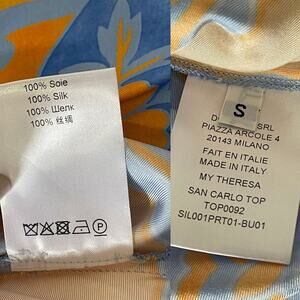 100% Soie
100% Silk
100% Шелк
100% 丝绸
P
S
SRL
PIAZZA ARCOLE 4
20143 MILANO
FAIT EN ITALIE
MADE IN ITALY
MY THERESA
SAN CARLO TOP
TOP0092
SIL001PRT01-BU01